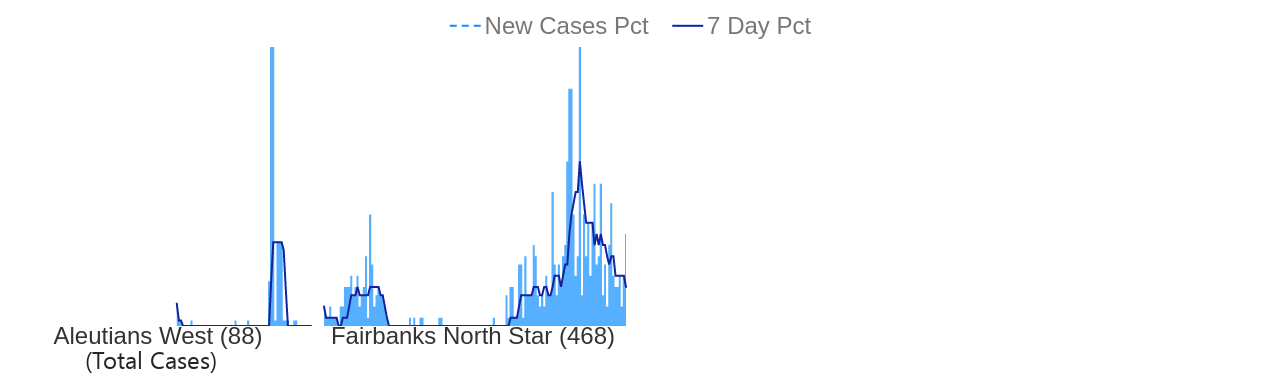 New Cases Pct 7 Day Pct
Aleutians West (88) Fairbanks North Star (468)
(Total Cases)